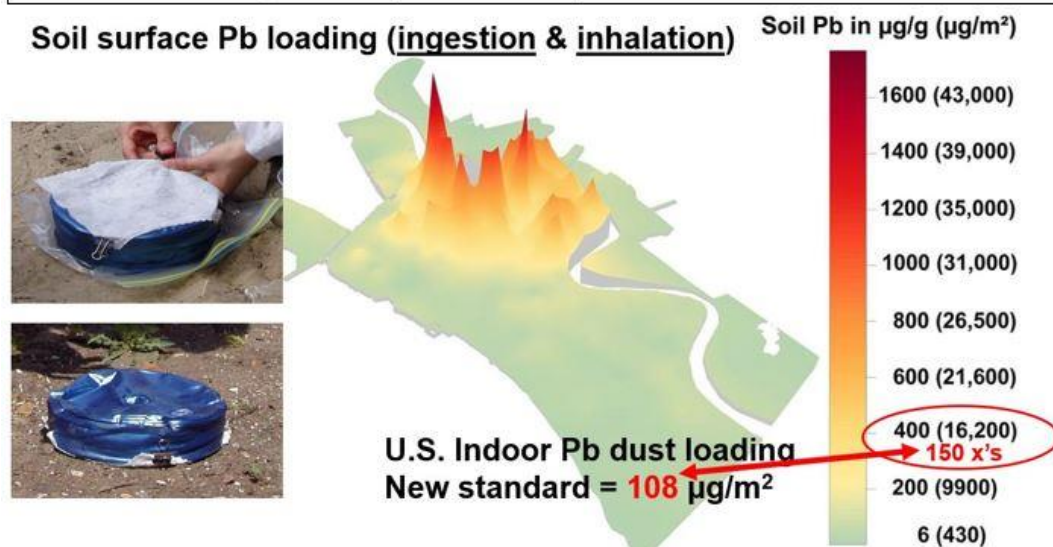 Soil surface Pb loading (ingestion & inhalation)
Soil Pb in µg/g (µg/m²)
1600 (43,000)
1400 (39,000)
1200 (35,000)
1000 (31,000)
800 (26,500)
600 (21,600)
400 (16,200)
150 x's
200 (9900)
6 (430)
U.S. Indoor Pb dust loading
New standard = 108 µg/m²